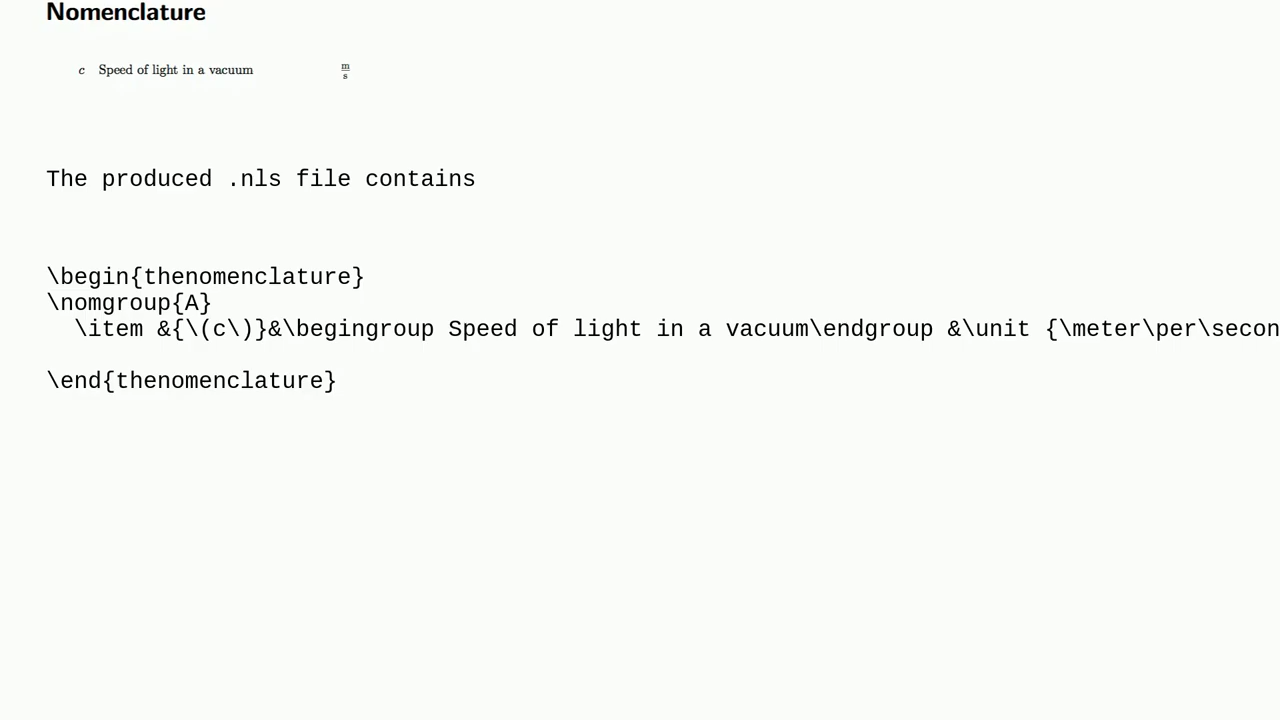 Nomenclature
c Speed of light in a vacuum m/s
The produced .nls file contains
\begin{thenomenclature}
\nomgroup{A}
\item &{\(c\)}&\begingroup Speed of light in a vacuum\endgroup &\unit {\meter\per\secon
\end{thenomenclature}